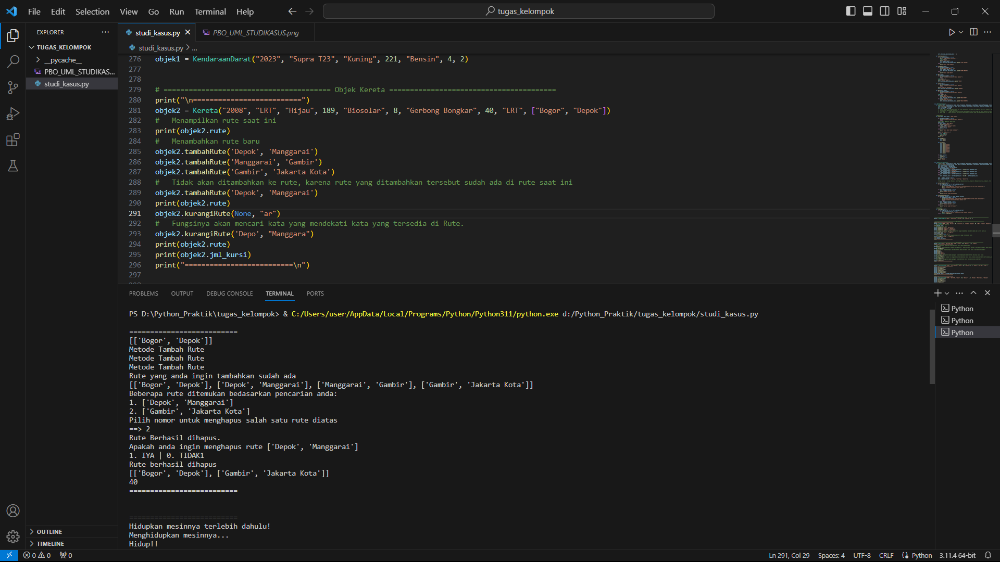 File Edit Selection View Go Run Terminal Help
tugas_kelompok
EXPLORER
TUGAS_KELOMPOK
__pycache__
PBO_UML_STUDIKAS...
studi_kasus.py
OUTLINE
TIMELINE
studi_kasus.py
PBO_UML_STUDIKASUS.png
studi_kasus.py > ...
276 objek1 = KendaraanDarat("2023", "Supra T23", "Kuning", 221, "Bensin", 4, 2)
277
278
279 # ======================================== Objek Kereta ========================================
280 print("\n==========================")
281 objek2 = Kereta("2008", "LRT", "Hijau", 189, "Biosolar", 8, "Gerbong Bongkar", 40, "LRT", ["Bogor", "Depok"])
282 #   Menampilkan rute saat ini
283 print(objek2.rute)
284 #   Menambahkan rute baru
285 objek2.tambahRute('Depok', 'Manggarai')
286 objek2.tambahRute('Manggarai', 'Gambir')
287 objek2.tambahRute('Gambir', 'Jakarta Kota')
288 #   Tidak akan ditambahkan ke rute, karena rute yang ditambahkan tersebut sudah ada di rute saat ini
289 objek2.tambahRute('Depok', 'Manggarai')
290 print(objek2.rute)
291 objek2.kurangiRute(None, "ar")
292 #   Fungsinya akan mencari kata yang mendekati kata yang tersedia di Rute.
293 objek2.kurangiRute('Depo', "Manggara")
294 print(objek2.rute)
295 print(objek2.jml_kursi)
296 print("==========================\n")
297
PROBLEMS OUTPUT DEBUG CONSOLE TERMINAL PORTS
PS D:\Python_Praktik\tugas_kelompok> & C:/Users/user/AppData/Local/Programs/Python/Python311/python.exe d:/Python_Praktik/tugas_kelompok/studi_kasus.py
==========================
[['Bogor', 'Depok']]
Metode Tambah Rute
Metode Tambah Rute
Metode Tambah Rute
Rute yang anda ingin tambahkan sudah ada
[['Bogor', 'Depok'], ['Depok', 'Manggarai'], ['Manggarai', 'Gambir'], ['Gambir', 'Jakarta Kota']]
Beberapa rute ditemukan bedasarkan pencarian anda:
1. ['Depok', 'Manggarai']
2. ['Gambir', 'Jakarta Kota']
Pilih nomor untuk menghapus salah satu rute diatas
==> 2
Rute Berhasil dihapus.
Apakah anda ingin menghapus rute ['Depok', 'Manggarai']
1. IYA | 0. TIDAK1
Rute berhasil dihapus
[['Bogor', 'Depok'], ['Gambir', 'Jakarta Kota']]
40
==========================
==========================
Hidupkan mesinnya terlebih dahulu!
Menghidupkan mesinnya...
Hidup!!
Python
Python
Python
0 0 0
Ln 291, Col 29 Spaces: 4 UTF-8 CRLF Python 3.11.4 64-bit